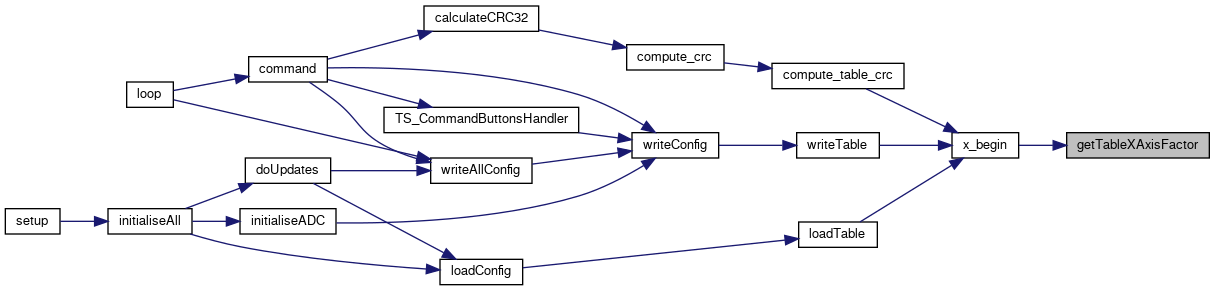 calculateCRC32
compute_crc
command
compute_table_crc
loop
TS_CommandButtonsHandler
writeConfig
writeTable
x_begin
getTableXAxisFactor
doUpdates
writeAllConfig
setup
initialiseAll
initialiseADC
loadTable
loadConfig